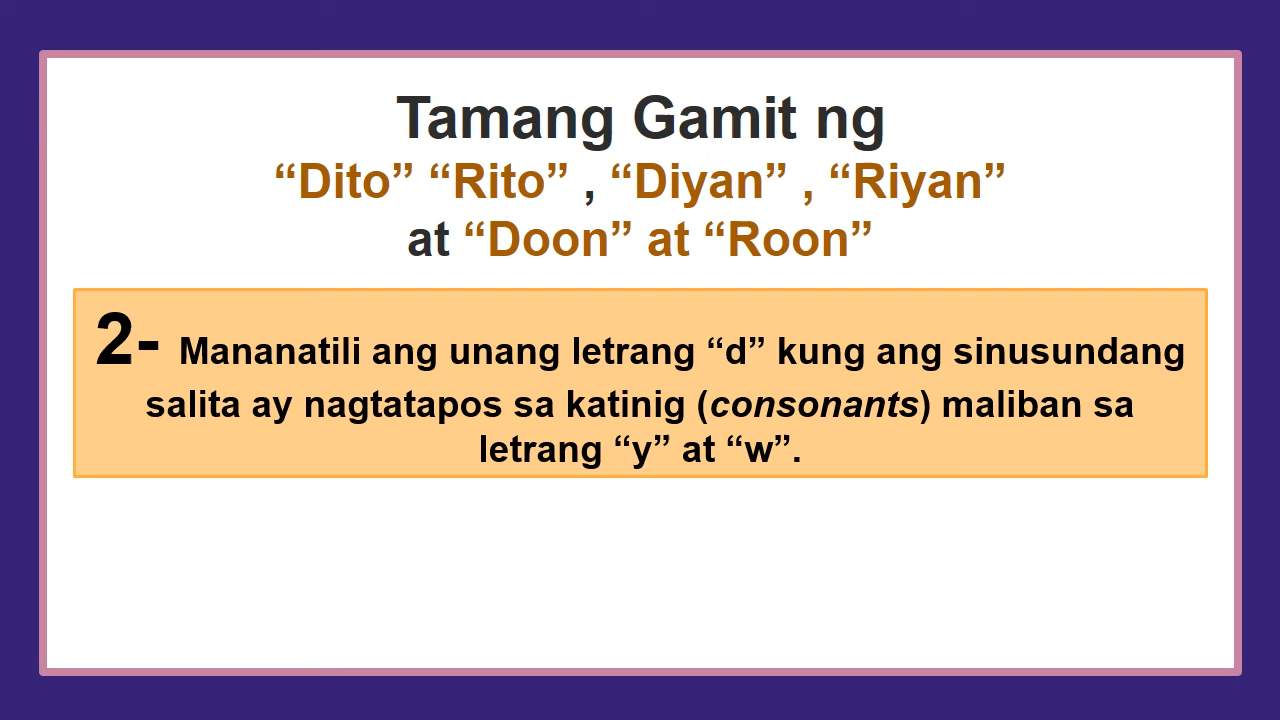 Tamang Gamit ng
“Dito” “Rito” , “Diyan” , “Riyan”
at “Doon” at “Roon”
2- Mananatili ang unang letrang “d” kung ang sinusundang
salita ay nagtatapos sa katinig (consonants) maliban sa
letrang “y” at “w”.